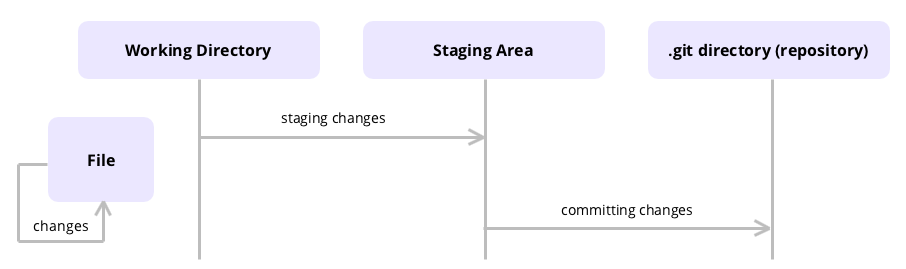 Working Directory
Staging Area
.git directory (repository)
staging changes
File
committing changes
changes